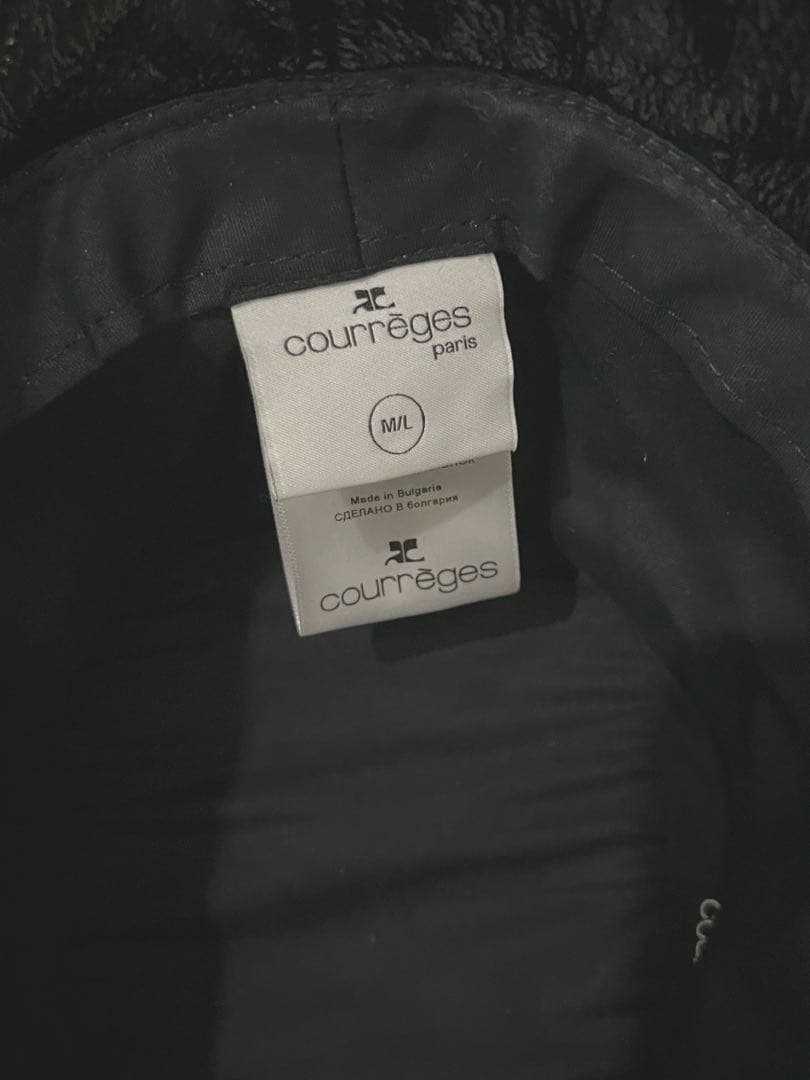 courrèges
paris
M/L
Made in Bulgaria
СДЕЛАНО В болгария
courrèges